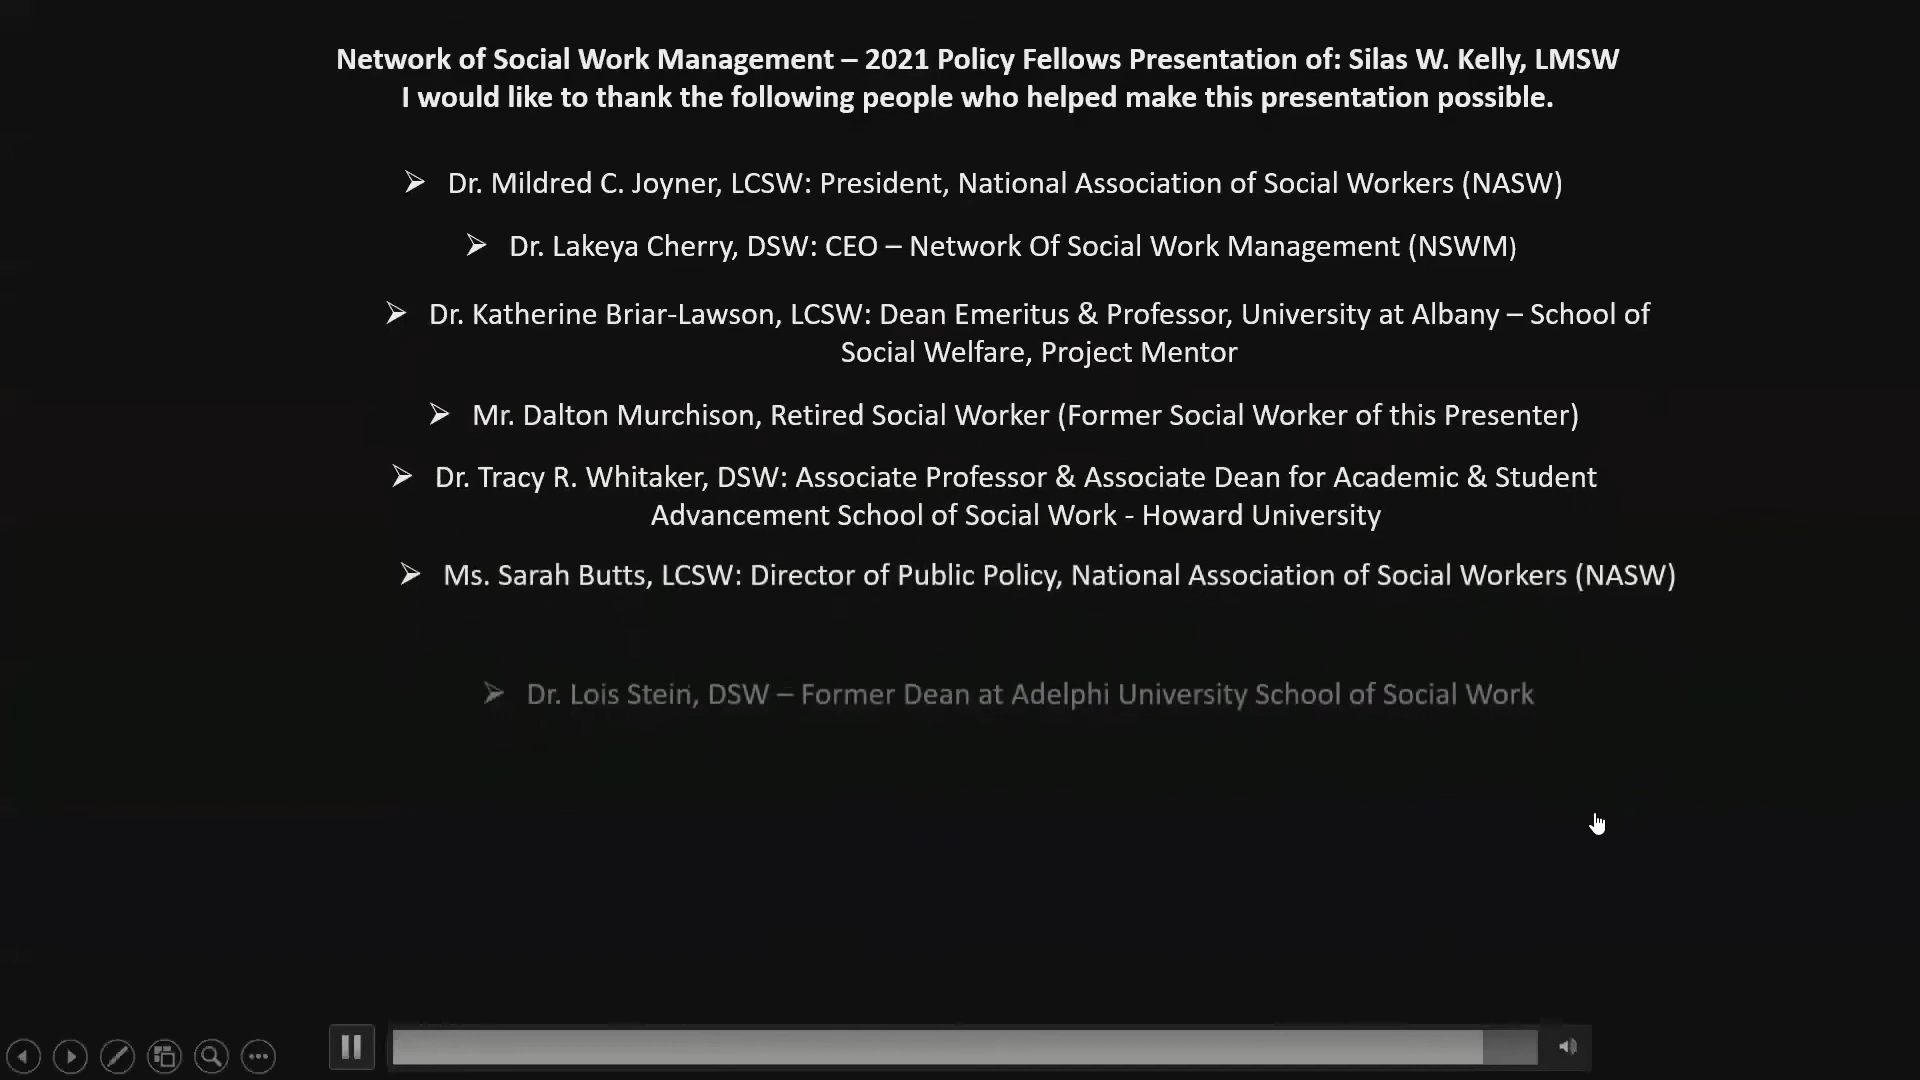 Network of Social Work Management – 2021 Policy Fellows Presentation of: Silas W. Kelly, LMSW
I would like to thank the following people who helped make this presentation possible.
➢ Dr. Mildred C. Joyner, LCSW: President, National Association of Social Workers (NASW)
➢ Dr. Lakeya Cherry, DSW: CEO – Network Of Social Work Management (NSWM)
➢ Dr. Katherine Briar-Lawson, LCSW: Dean Emeritus & Professor, University at Albany – School of
Social Welfare, Project Mentor
➢ Mr. Dalton Murchison, Retired Social Worker (Former Social Worker of this Presenter)
➢ Dr. Tracy R. Whitaker, DSW: Associate Professor & Associate Dean for Academic & Student
Advancement School of Social Work - Howard University
➢ Ms. Sarah Butts, LCSW: Director of Public Policy, National Association of Social Workers (NASW)
➢ Dr. Lois Stein, DSW – Former Dean at Adelphi University School of Social Work